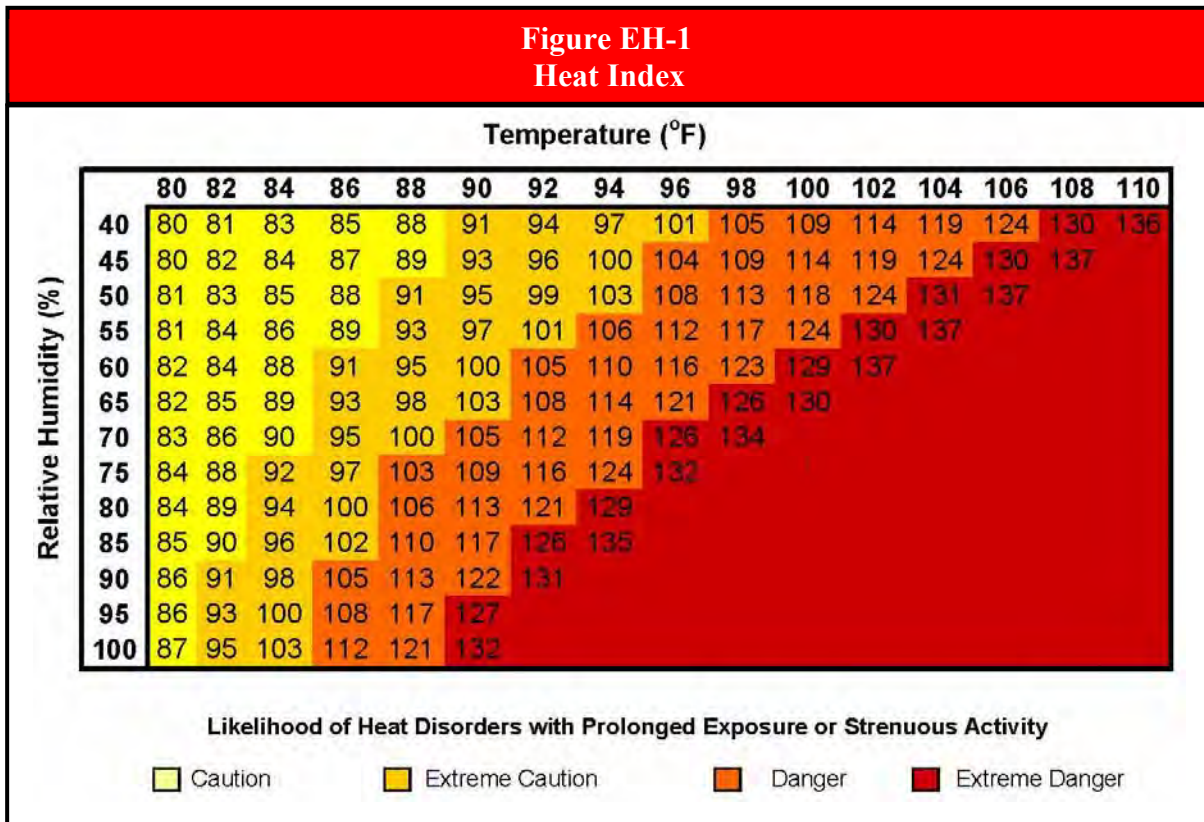 Figure EH-1
Heat Index
Temperature (°F)
80 82 84 86 88 90 92 94 96 98 100 102 104 106 108 110
Relative Humidity (%)
40 80 81 83 85 88 91 94 97 101 105 109 114 119 124 130 136
45 80 82 84 87 89 93 96 100 104 109 114 119 124 130 137
50 81 83 85 88 91 95 99 103 108 113 118 124 131 137
55 81 84 86 89 93 97 101 106 112 117 124 130 137
60 82 84 88 91 95 100 105 110 116 123 129 137
65 82 85 89 93 98 103 108 114 121 126 130
70 83 86 90 95 100 105 112 119 126 134
75 84 88 92 97 103 109 116 124 132
80 84 89 94 100 106 113 121 129
85 85 90 96 102 110 117 126 135
90 86 91 98 105 113 122 131
95 86 93 100 108 117 127
100 87 95 103 112 121 132
Likelihood of Heat Disorders with Prolonged Exposure or Strenuous Activity
Caution Extreme Caution Danger Extreme Danger